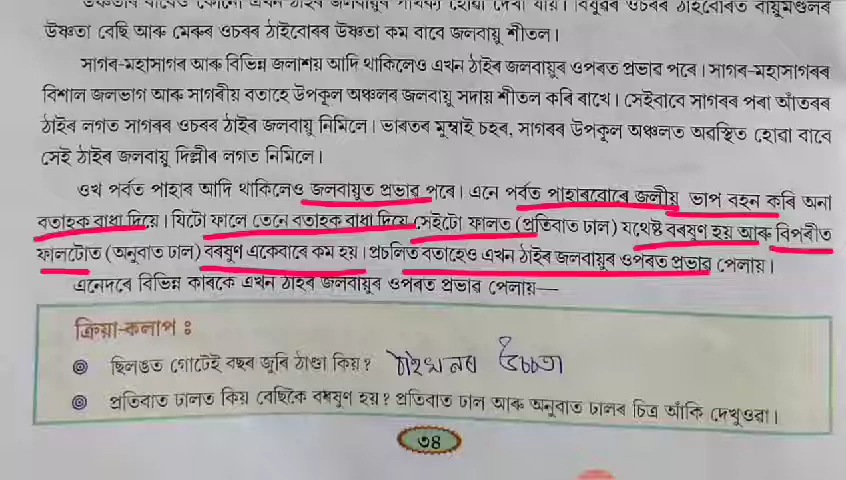 উষ্ণতা বেছি আৰু মেৰুৰ ওচৰৰ ঠাইবোৰৰ উষ্ণতা কম বাবে জলবায়ু শীতল।
সাগৰ-মহাসাগৰ আৰু বিভিন্ন জলাশয় আদি থাকিলেও এখন ঠাইৰ জলবায়ুৰ ওপৰত প্ৰভাৱ পৰে। সাগৰ-মহাসাগৰৰ
বিশাল জলভাগ আৰু সাগৰীয় বতাহে উপকূল অঞ্চলৰ জলবায়ু সদায় শীতল কৰি ৰাখে। সেইবাবে সাগৰৰ পৰা আঁতৰৰ
ঠাইৰ লগত সাগৰৰ ওচৰৰ ঠাইৰ জলবায়ু নিমিলে। ভাৰতৰ মুম্বাই চহৰ, সাগৰৰ উপকূল অঞ্চলত অৱস্থিত হোৱা বাবে
সেই ঠাইৰ জলবায়ু দিল্লীৰ লগত নিমিলে।
ওখ পৰ্বত পাহাৰ আদি থাকিলেও জলবায়ুত প্ৰভাৱ পৰে। এনে পৰ্বত পাহাৰবোৰে জলীয় ভাপ বহন কৰি অনা
বতাহক বাধা দিয়ে। যিটো ফালে তেনে বতাহক বাধা দিয়ে সেইটো ফালত (প্ৰতিবাত ঢাল) যথেষ্ট বৰষুণ হয় আৰু বিপৰীত
ফালটোত (অনুবাত ঢাল) বৰষুণ একেবাৰে কম হয়। প্ৰচলিত বতাহেও এখন ঠাইৰ জলবায়ুৰ ওপৰত প্ৰভাৱ পেলায়।
এনেদৰে বিভিন্ন কাৰকে এখন ঠাইৰ জলবায়ুৰ ওপৰত প্ৰভাৱ পেলায়—
ক্ৰিয়া-কলাপ :
ছিলঙত গোটেই বছৰ জুৰি ঠাণ্ডা কিয়? ঠাইখনৰ উচ্চতা
প্ৰতিবাত ঢালত কিয় বেছিকৈ বৰষুণ হয়? প্ৰতিবাত ঢাল আৰু অনুবাত ঢালৰ চিত্ৰ আঁকি দেখুওৱা।
৩৪